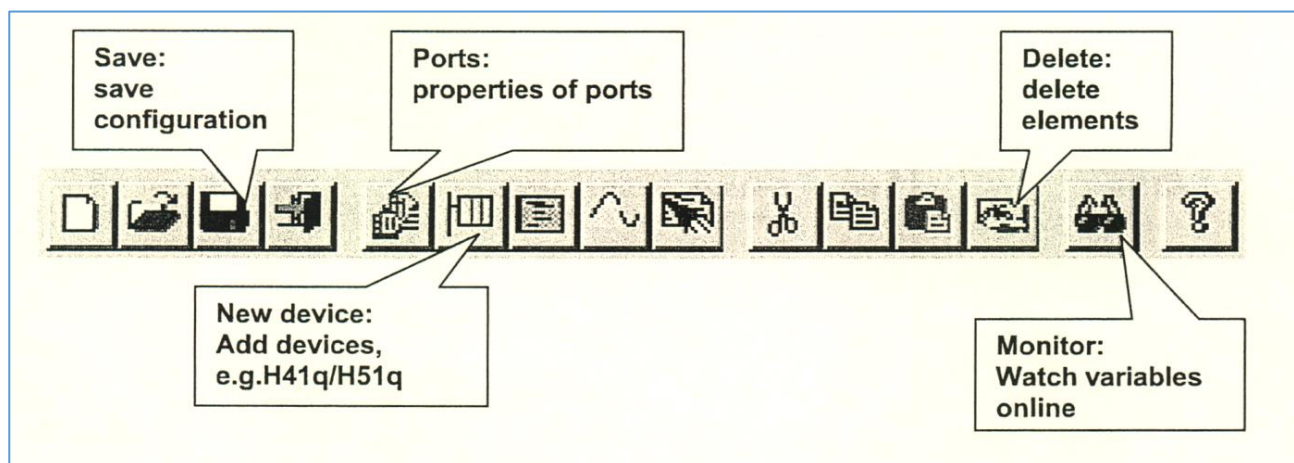 Save:
save
configuration
Ports:
properties of ports
Delete:
delete
elements
New device:
Add devices,
e.g.H41q/H51q
Monitor:
Watch variables
online